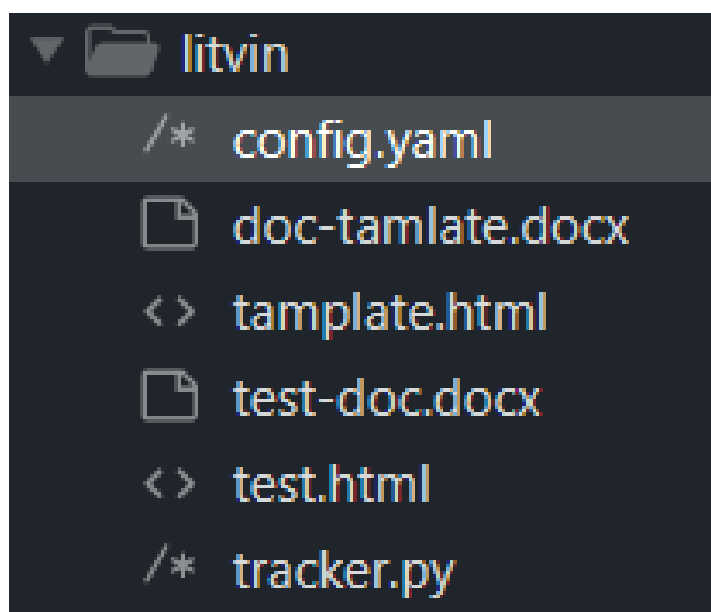 litvin
/* config.yaml
doc-tamlate.docx
<> tamplate.html
test-doc.docx
<> test.html
/* tracker.py